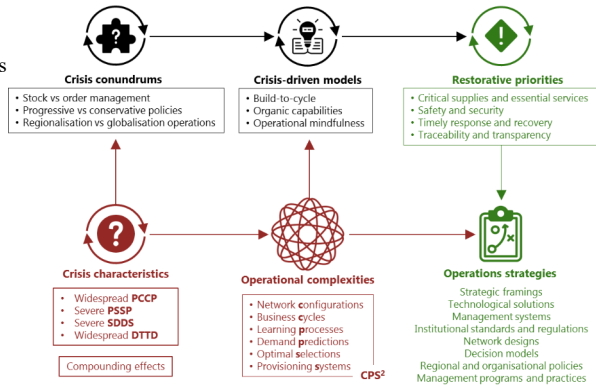 s
Crisis conundrums
• Stock vs order management
• Progressive vs conservative policies
• Regionalisation vs globalisation operations
Crisis-driven models
• Build-to-cycle
• Organic capabilities
• Operational mindfulness
Restorative priorities
• Critical supplies and essential services
• Safety and security
• Timely response and recovery
• Traceability and transparency
?
Crisis characteristics
• Widespread PCCP
• Severe PSSP
• Severe SDDS
• Widespread DTTD
Compounding effects
Operational complexities
• Network configurations
• Business cycles
• Learning processes
• Demand predictions
• Optimal selections
• Provisioning systems
CPS²
Operations strategies
Strategic framings
Technological solutions
Management systems
Institutional standards and regulations
Network designs
Decision models
Regional and organisational policies
Management programs and practices